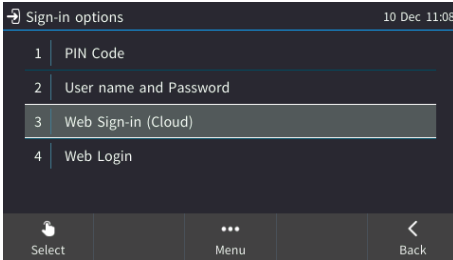 Sign-in options 10 Dec 11:08
1 PIN Code
2 User name and Password
3 Web Sign-in (Cloud)
4 Web Login
Select Menu Back